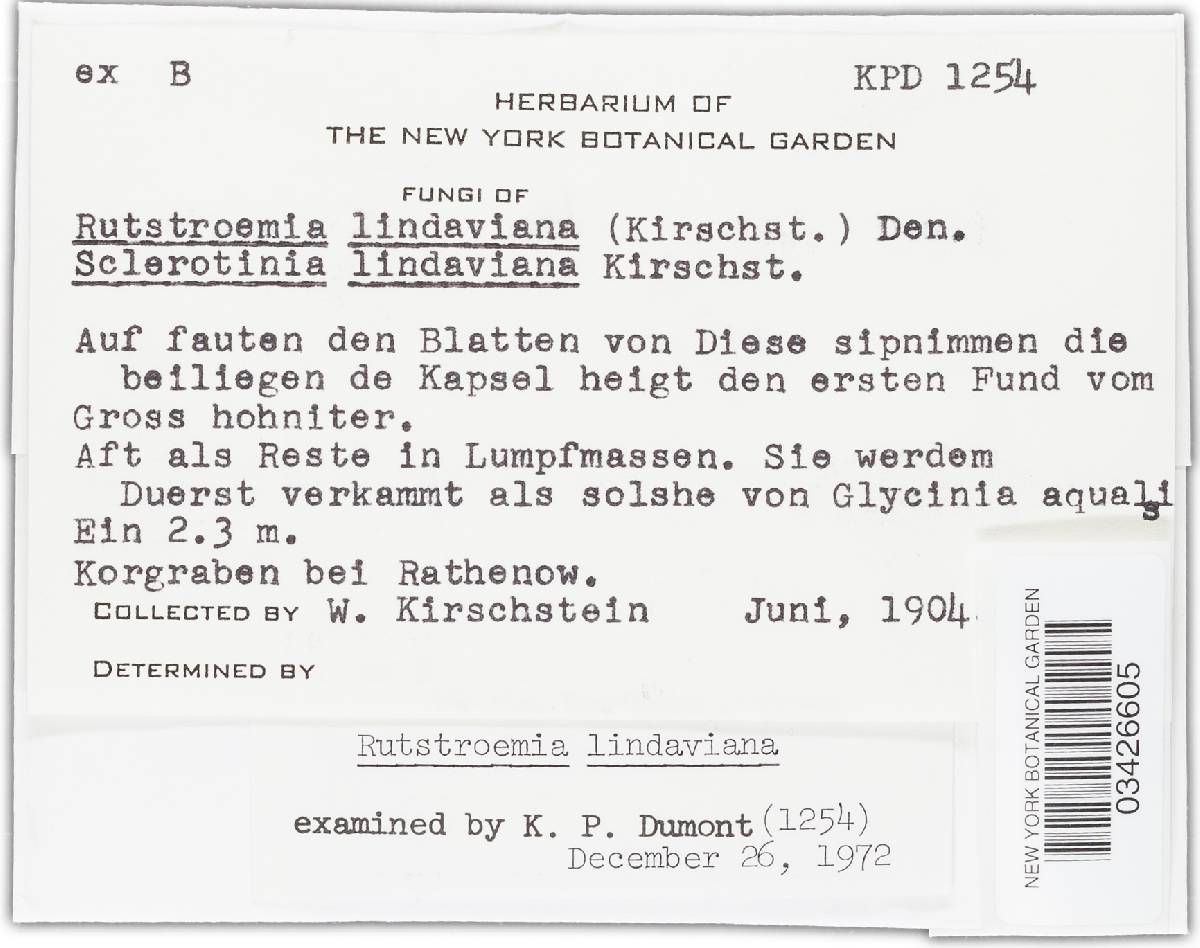 ex B KPD 1254
HERBARIUM OF
THE NEW YORK BOTANICAL GARDEN
FUNGI OF
Rutstroemia lindaviana (Kirschst.) Den.
Sclerotinia lindaviana Kirschst.
Auf fauten den Blatten von Diese sipnimmen die
beiliegen de Kapsel heigt den ersten Fund vom
Gross hohniter.
Aft als Reste in Lumpfmassen. Sie werdem
Duerst verkammt als solshe von Glycinia aqualis
Ein 2.3 m.
Korgraben bei Rathenow.
COLLECTED BY W. Kirschstein Juni, 1904.
DETERMINED BY
Rutstroemia lindaviana
examined by K. P. Dumont (1254)
December 26, 1972
NEW YORK BOTANICAL GARDEN
03426605